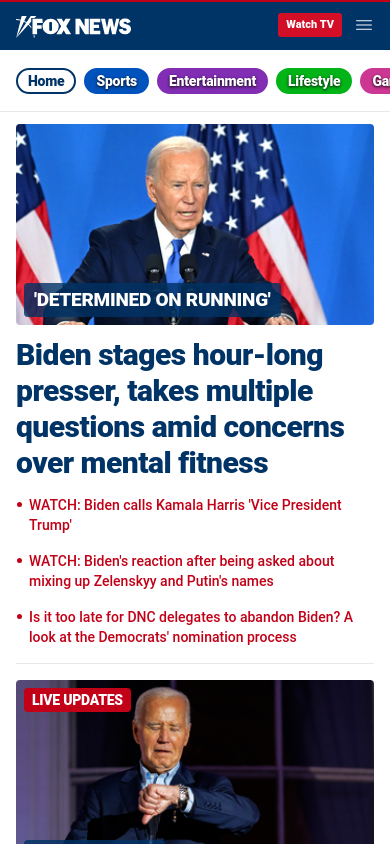 FOX NEWS
Watch TV
Home
Sports
Entertainment
Lifestyle
'DETERMINED ON RUNNING'
Biden stages hour-long
presser, takes multiple
questions amid concerns
over mental fitness
WATCH: Biden calls Kamala Harris 'Vice President
Trump'
WATCH: Biden's reaction after being asked about
mixing up Zelenskyy and Putin's names
Is it too late for DNC delegates to abandon Biden? A
look at the Democrats' nomination process
LIVE UPDATES